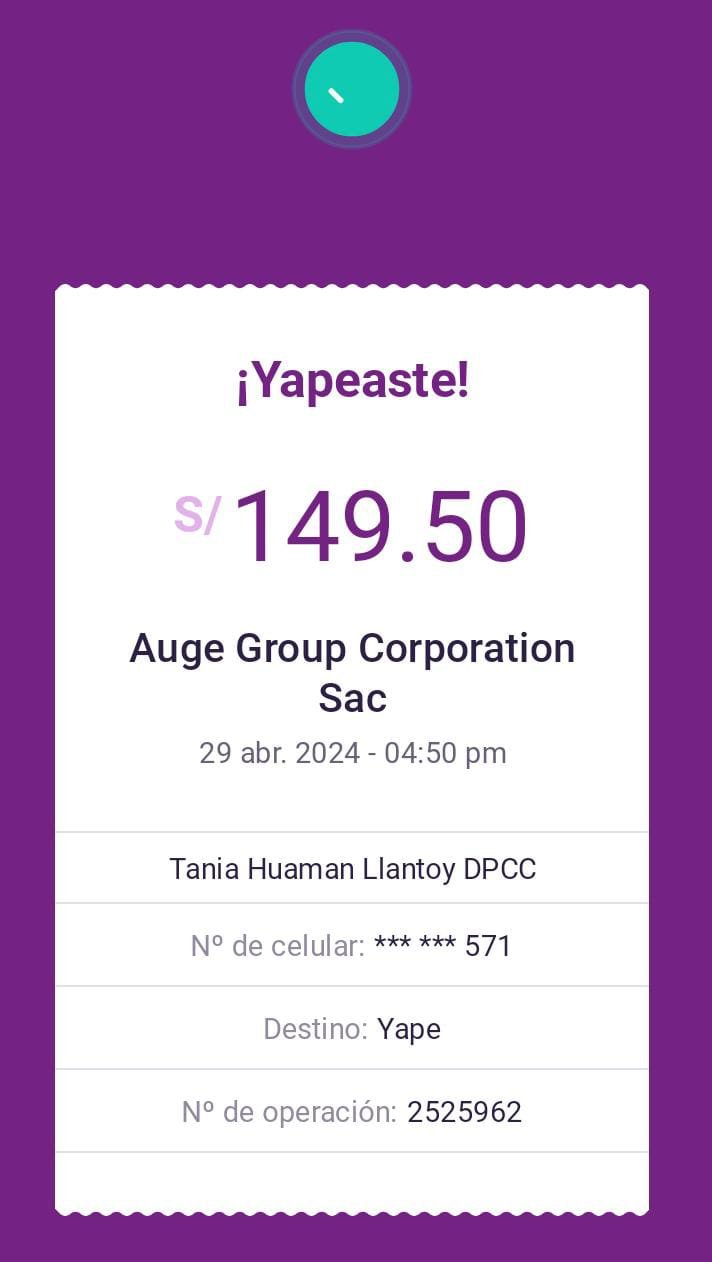 ¡Yapeaste!
S/ 149.50
Auge Group Corporation
Sac
29 abr. 2024 - 04:50 pm
Tania Huaman Llantoy DPCC
Nº de celular: *** *** 571
Destino: Yape
Nº de operación: 2525962